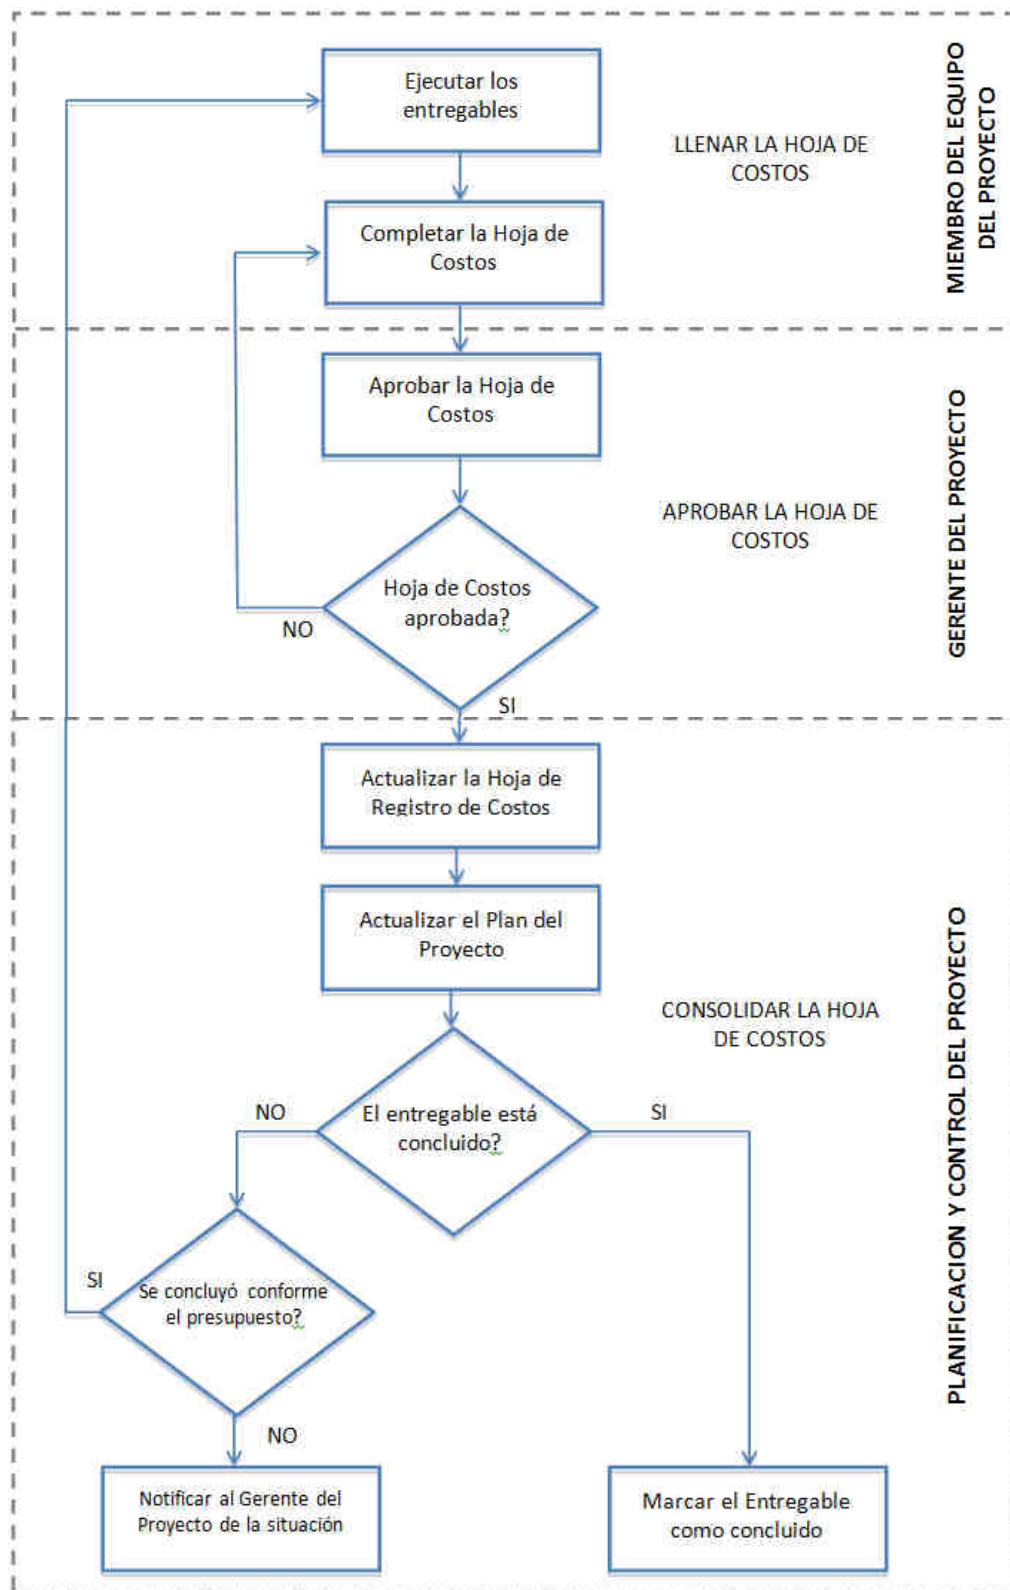 Ejecutar los
entregables
LLENAR LA HOJA DE
COSTOS
MIEMBRO DEL EQUIPO
DEL PROYECTO
Completar la Hoja de
Costos
Aprobar la Hoja de
Costos
APROBAR LA HOJA DE
COSTOS
GERENTE DEL PROYECTO
Hoja de Costos
aprobada?
NO
SI
Actualizar la Hoja de
Registro de Costos
Actualizar el Plan del
Proyecto
CONSOLIDAR LA HOJA
DE COSTOS
PLANIFICACION Y CONTROL DEL PROYECTO
El entregable está
concluido?
NO
SI
Se concluyó conforme
el presupuesto?
SI
NO
Notificar al Gerente del
Proyecto de la situación
Marcar el Entregable
como concluido